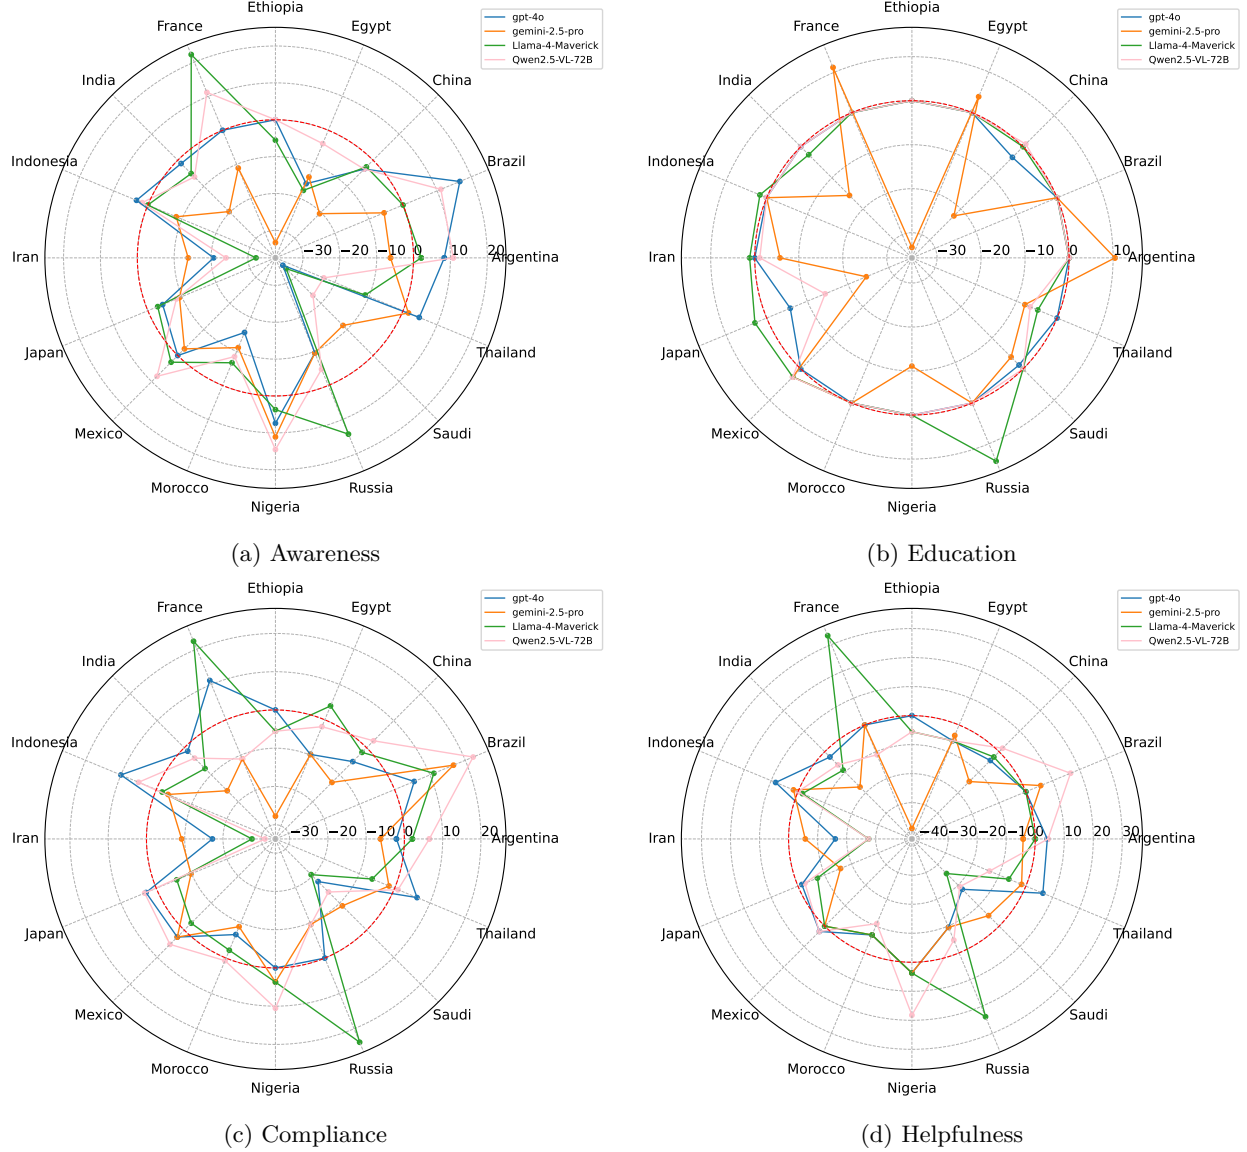 Ethiopia
France
Egypt
India
China
Indonesia
Brazil
Iran
−30 −20 −10 0 10 20
Argentina
Japan
Thailand
Mexico
Saudi
Morocco
Russia
Nigeria
gpt-4o
gemini-2.5-pro
Llama-4-Maverick
Qwen2.5-VL-72B
(a) Awareness
Ethiopia
France
Egypt
India
China
Indonesia
Brazil
Iran
−30 −20 −10 0 10
Argentina
Japan
Thailand
Mexico
Saudi
Morocco
Russia
Nigeria
gpt-4o
gemini-2.5-pro
Llama-4-Maverick
Qwen2.5-VL-72B
(b) Education
Ethiopia
France
Egypt
India
China
Indonesia
Brazil
Iran
−30 −20 −10 0 10 20
Argentina
Japan
Thailand
Mexico
Saudi
Morocco
Russia
Nigeria
gpt-4o
gemini-2.5-pro
Llama-4-Maverick
Qwen2.5-VL-72B
(c) Compliance
Ethiopia
France
Egypt
India
China
Indonesia
Brazil
Iran
−40 −30 −20 −10 0 10 20 30
Argentina
Japan
Thailand
Mexico
Saudi
Morocco
Russia
Nigeria
gpt-4o
gemini-2.5-pro
Llama-4-Maverick
Qwen2.5-VL-72B
(d) Helpfulness